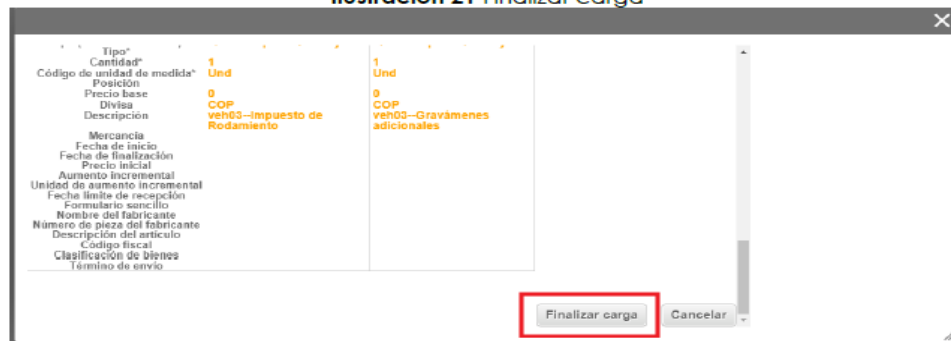 Ilustración 21 Finalizar Carga
Tipo*
Cantidad* 1 1
Código de unidad de medida* Und Und
Posición
Precio base 0 0
Divisa COP COP
Descripción veh03--Impuesto de Rodamiento veh03--Gravámenes adicionales
Mercancía
Fecha de inicio
Fecha de finalización
Precio inicial
Aumento incremental
Unidad de aumento incremental
Fecha límite de recepción
Formulario sencillo
Nombre del fabricante
Número de pieza del fabricante
Descripción del artículo
Código fiscal
Clasificación de bienes
Término de envío
Finalizar carga Cancelar